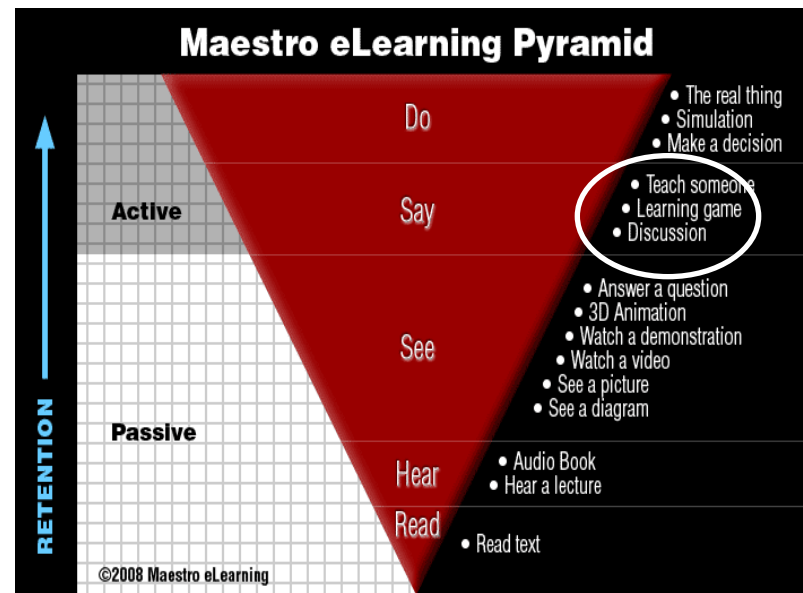 Maestro eLearning Pyramid
Do
• The real thing
• Simulation
• Make a decision
Active
Say
• Teach someone
• Learning game
• Discussion
See
• Answer a question
• 3D Animation
• Watch a demonstration
• Watch a video
• See a picture
• See a diagram
Passive
Hear
• Audio Book
• Hear a lecture
Read
• Read text
RETENTION
©2008 Maestro eLearning